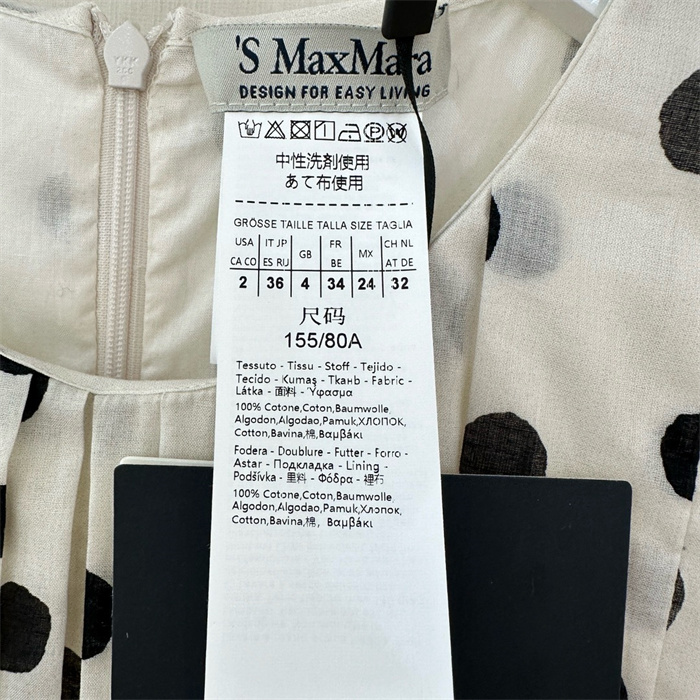 YKK
'S MaxMara
DESIGN FOR EASY LIVING
中性洗剤使用
あて布使用
GRÖSSE TAILLE TALLA SIZE TAGLIA
USA CA CO | IT JP ES RU | GB | FR BE | MX | CH NL AT DE
2 | 36 | 4 | 34 | 24 | 32
尺码
155/80A
Tessuto - Tissu - Stoff - Tejido -
Tecido - Kumaş - Ткань - Fabric -
Látka - 面料 - Ύφασμα
100% Cotone,Coton,Baumwolle,
Algodon,Algodao,Pamuk,ХЛОПОК,
Cotton,Bavina,棉,Βαμβάκι
Fodera - Doublure - Futter - Forro -
Astar - Подкладка - Lining -
Podšívka - 里料 - Φόδρα - 裡布
100% Cotone,Coton,Baumwolle,
Algodon,Algodao,Pamuk,Хлопок,
Cotton,Bavina,棉, Βαμβάκι